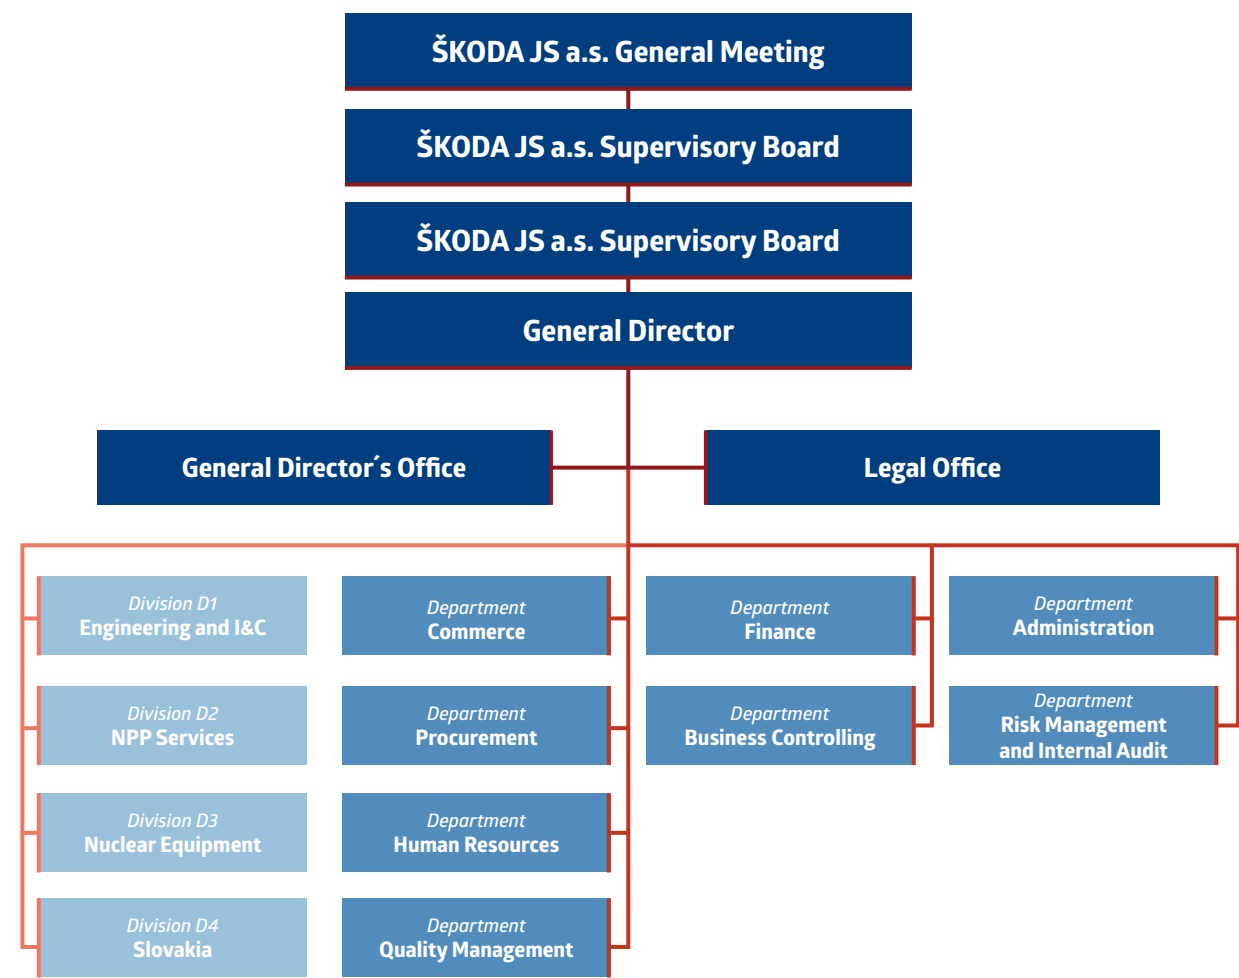 ŠKODA JS a.s. General Meeting
ŠKODA JS a.s. Supervisory Board
ŠKODA JS a.s. Supervisory Board
General Director
General Director´s Office
Legal Office
Division D1
Engineering and I&C
Department
Commerce
Department
Finance
Department
Administration
Division D2
NPP Services
Department
Procurement
Department
Business Controlling
Department
Risk Management
and Internal Audit
Division D3
Nuclear Equipment
Department
Human Resources
Division D4
Slovakia
Department
Quality Management